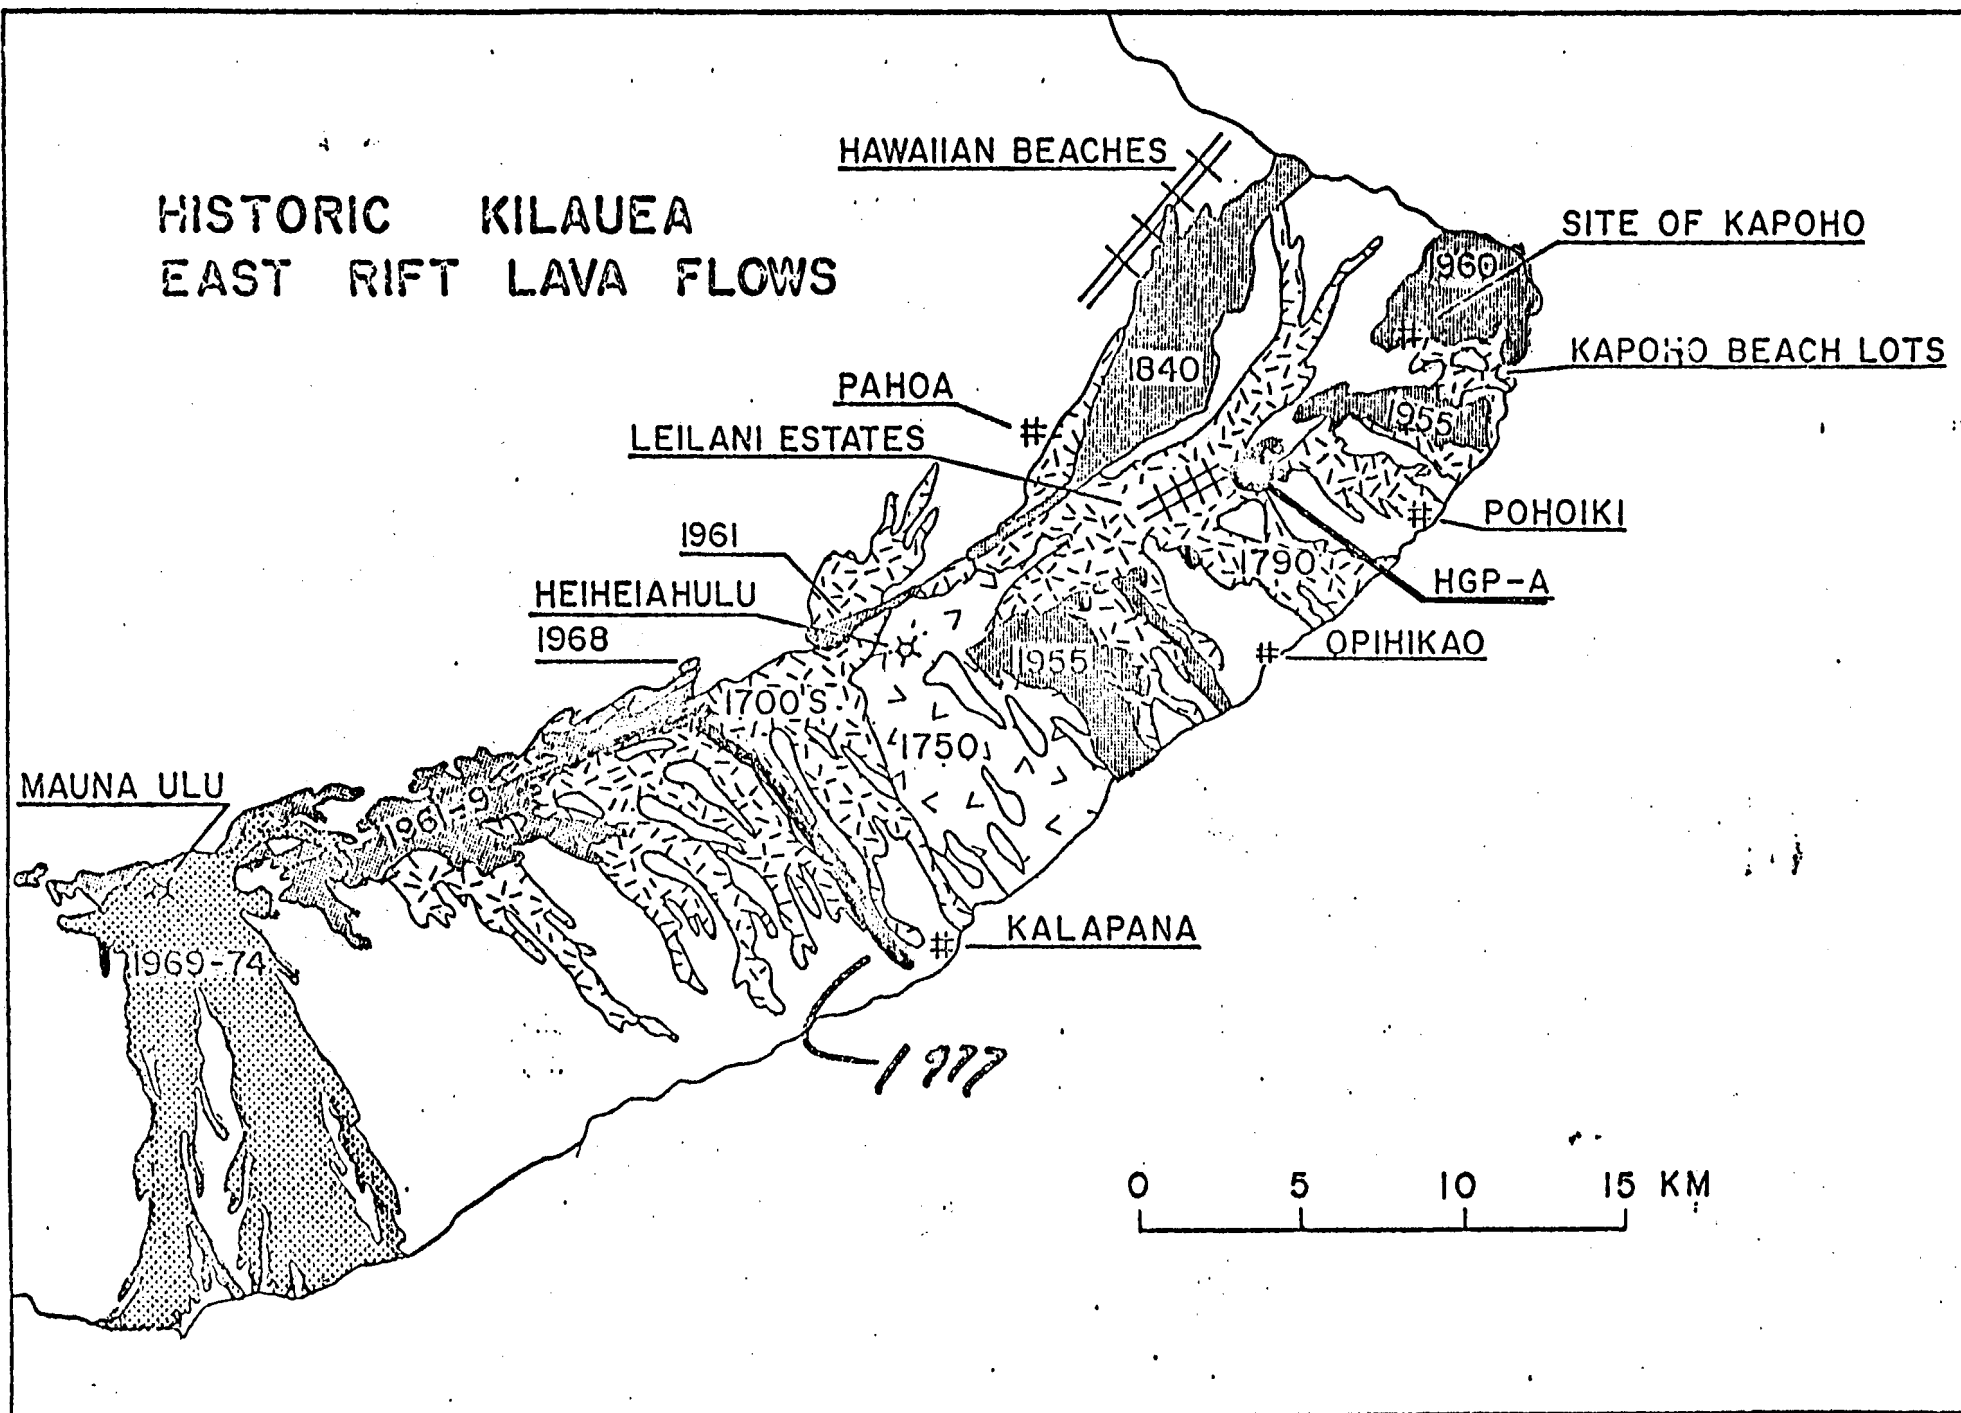 HISTORIC KILAUEA
EAST RIFT LAVA FLOWS
HAWAIIAN BEACHES
SITE OF KAPOHO
1960
KAPOHO BEACH LOTS
1840
PAHOA
1955
LEILANI ESTATES
POHOIKI
1961
1790
HGP-A
HEIHEIAHULU
1968
OPIHIKAO
1955
1700'S
1750
MAUNA ULU
1961-9
KALAPANA
1969-74
1977
0 5 10 15 KM